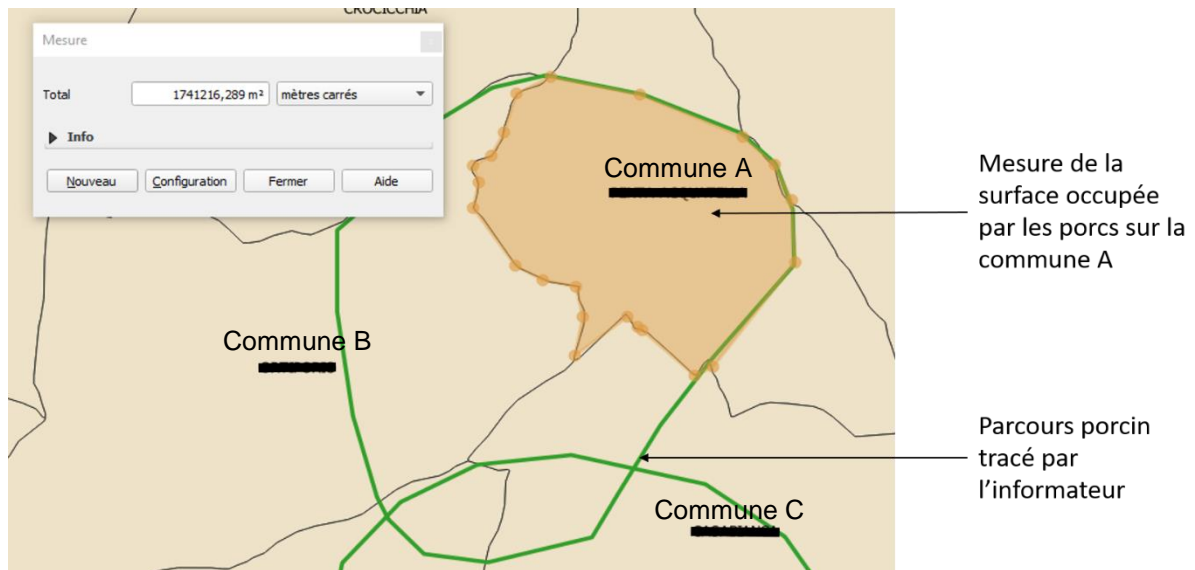 CROCICCHIA
Mesure
Total 1741216,289 m² mètres carrés
Info
Nouveau Configuration Fermer Aide
Commune A
Mesure de la
surface occupée
par les porcs sur la
commune A
Commune B
Parcours porcin
tracé par
l'informateur
Commune C